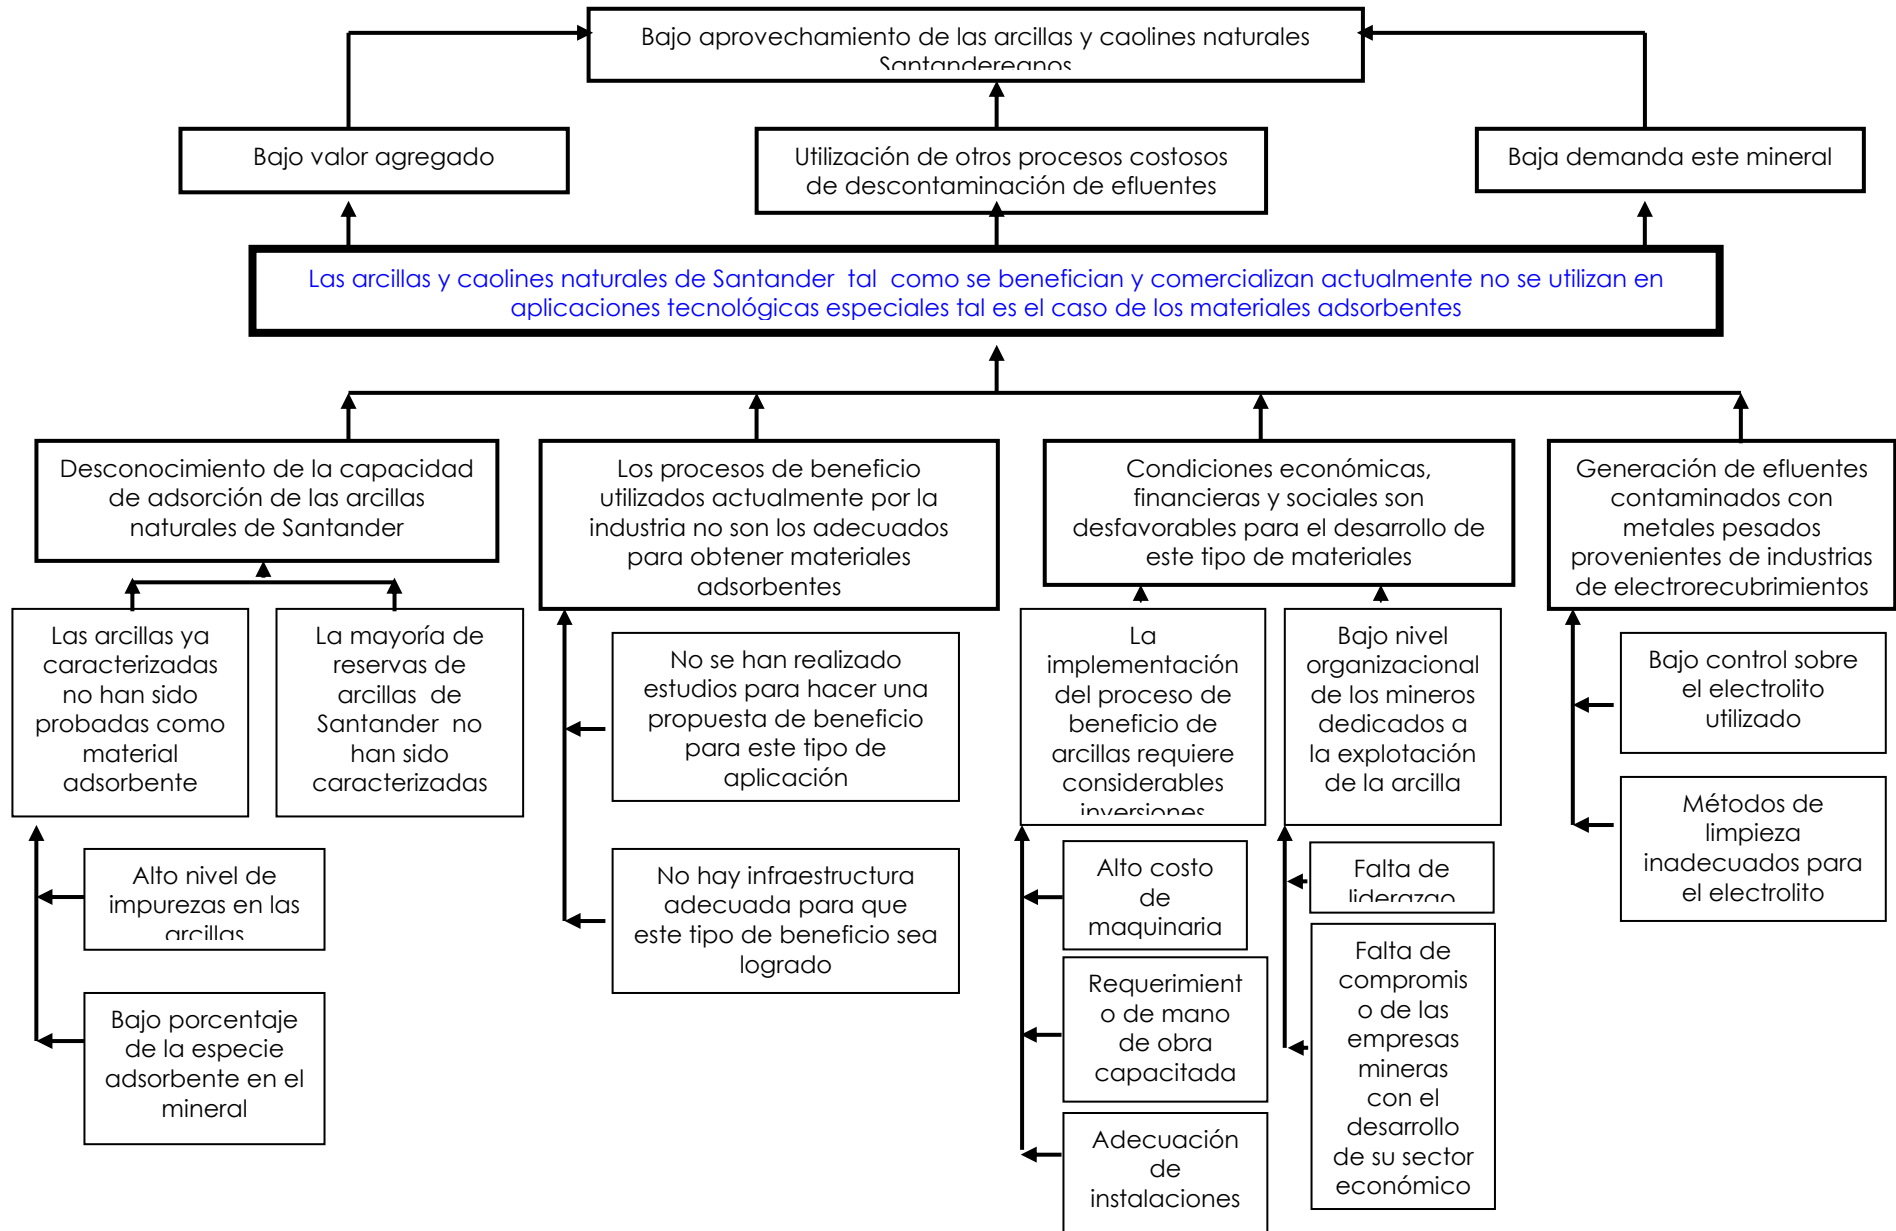 Bajo aprovechamiento de las arcillas y caolines naturales
Santandereanos
Bajo valor agregado
Utilización de otros procesos costosos
de descontaminación de efluentes
Baja demanda este mineral
Las arcillas y caolines naturales de Santander tal como se benefician y comercializan actualmente no se utilizan en
aplicaciones tecnológicas especiales tal es el caso de los materiales adsorbentes
Desconocimiento de la capacidad
de adsorción de las arcillas
naturales de Santander
Los procesos de beneficio
utilizados actualmente por la
industria no son los adecuados
para obtener materiales
adsorbentes
Condiciones económicas,
financieras y sociales son
desfavorables para el desarrollo de
este tipo de materiales
Generación de efluentes
contaminados con
metales pesados
provenientes de industrias
de electrorecubrimientos
Las arcillas ya
caracterizadas
no han sido
probadas como
material
adsorbente
La mayoría de
reservas de
arcillas de
Santander no
han sido
caracterizadas
No se han realizado
estudios para hacer una
propuesta de beneficio
para este tipo de
aplicación
La
implementación
del proceso de
beneficio de
arcillas requiere
considerables
inversiones
Bajo nivel
organizacional
de los mineros
dedicados a
la explotación
de la arcilla
Bajo control sobre
el electrolito
utilizado
Métodos de
limpieza
inadecuados para
el electrolito
Alto nivel de
impurezas en las
arcillas
No hay infraestructura
adecuada para que
este tipo de beneficio sea
logrado
Alto costo
de
maquinaria
Falta de
liderazgo
Bajo porcentaje
de la especie
adsorbente en el
mineral
Requerimient
o de mano
de obra
capacitada
Falta de
compromis
o de las
empresas
mineras
con el
desarrollo
de su sector
económico
Adecuación
de
instalaciones